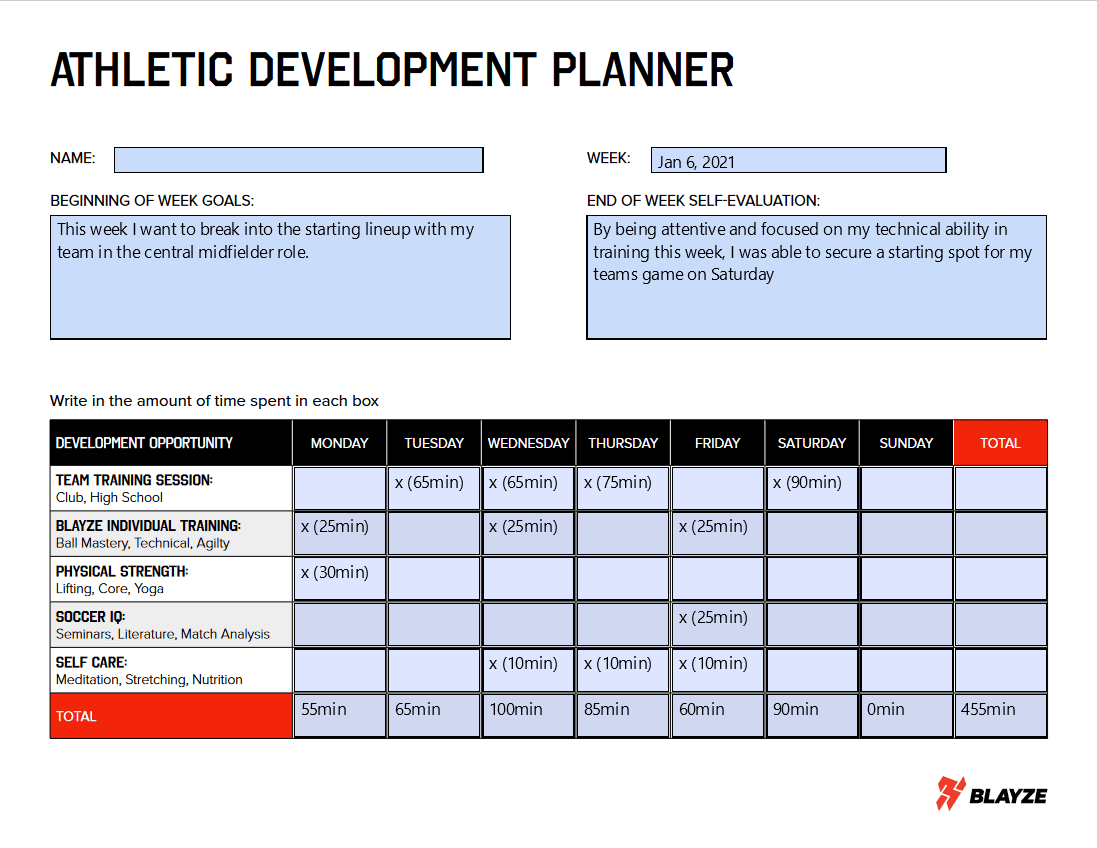 ATHLETIC DEVELOPMENT PLANNER
NAME: WEEK: Jan 6, 2021
BEGINNING OF WEEK GOALS:
This week I want to break into the starting lineup with my
team in the central midfielder role.
END OF WEEK SELF-EVALUATION:
By being attentive and focused on my technical ability in
training this week, I was able to secure a starting spot for my
teams game on Saturday
Write in the amount of time spent in each box
DEVELOPMENT OPPORTUNITY MONDAY TUESDAY WEDNESDAY THURSDAY FRIDAY SATURDAY SUNDAY TOTAL
TEAM TRAINING SESSION: x (65min) x (65min) x (75min) x (90min)
Club, High School
BLAYZE INDIVIDUAL TRAINING: x (25min) x (25min) x (25min)
Ball Mastery, Technical, Agilty
PHYSICAL STRENGTH: x (30min)
Lifting, Core, Yoga
SOCCER IQ: x (25min)
Seminars, Literature, Match Analysis
SELF CARE: x (10min) x (10min) x (10min)
Meditation, Stretching, Nutrition
TOTAL 55min 65min 100min 85min 60min 90min 0min 455min
BLAYZE